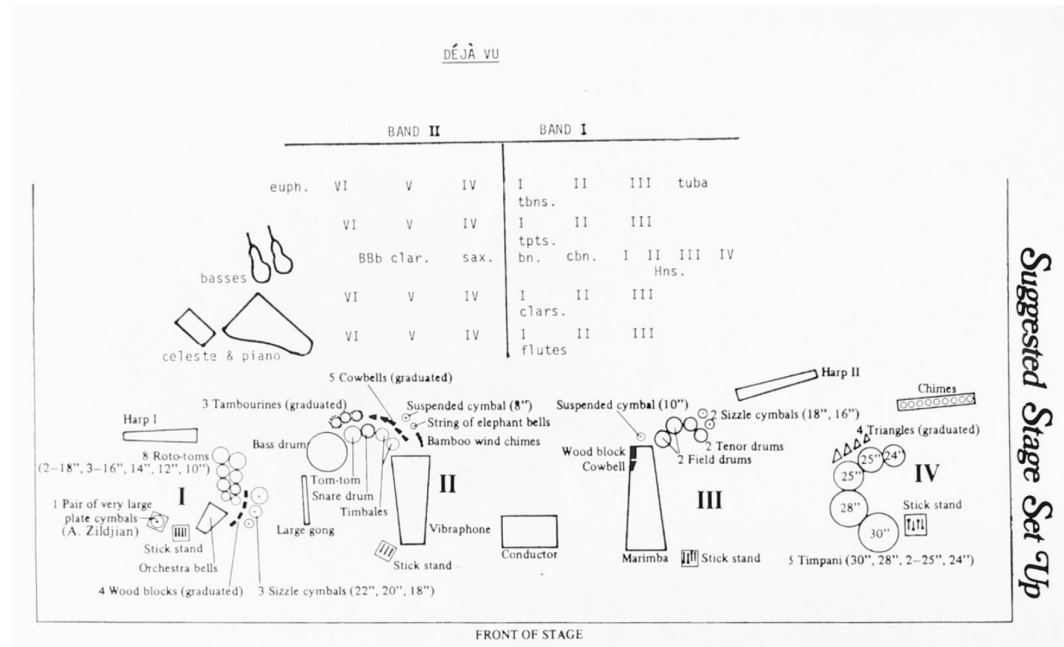 DÉJÀ VU
BAND II BAND I
euph. VI V IV I II III tuba
tbns.
VI V IV I II III
tpts.
BBb clar. sax. bn. cbn. I II III IV
Hns.
basses
VI V IV I II III
clars.
VI V IV I II III
flutes
celeste & piano
Suggested Stage Set Up
5 Cowbells (graduated)
3 Tambourines (graduated)
Suspended cymbal (8")
String of elephant bells
Bamboo wind chimes
Harp I
Bass drum
8 Roto-toms
(2–18", 3–16", 14", 12", 10")
I
1 Pair of very large
plate cymbals
(A. Zildjian)
Stick stand
Orchestra bells
4 Wood blocks (graduated)
3 Sizzle cymbals (22", 20", 18")
Tom-tom
Snare drum
Timbales
Large gong
II
Vibraphone
Stick stand
Conductor
Suspended cymbal (10")
Harp II
2 Sizzle cymbals (18", 16")
2 Tenor drums
2 Field drums
Wood block
Cowbell
III
Marimba
Stick stand
Chimes
4 Triangles (graduated)
25" 24"
25"
28"
30"
IV
Stick stand
5 Timpani (30", 28", 2–25", 24")
FRONT OF STAGE